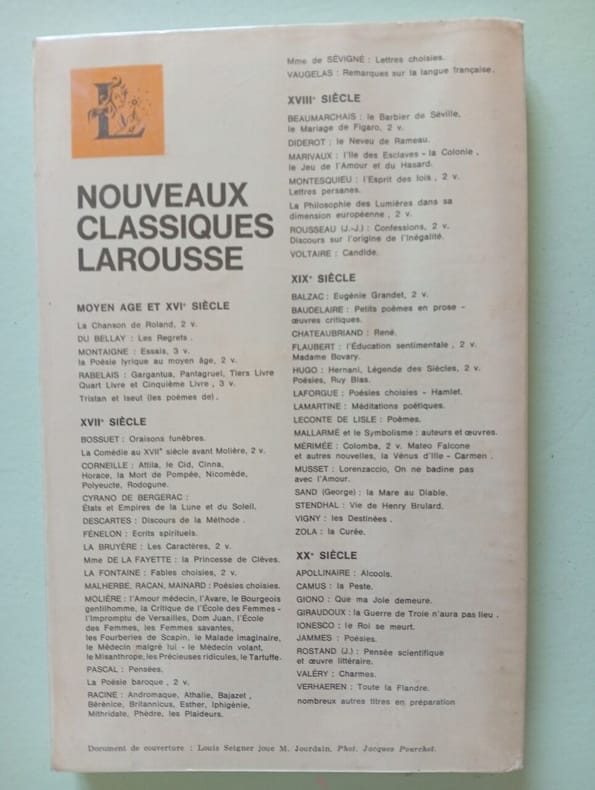 L
NOUVEAUX
CLASSIQUES
LAROUSSE
MOYEN AGE ET XVIe SIÈCLE
La Chanson de Roland, 2 v.
DU BELLAY : Les Regrets.
MONTAIGNE : Essais, 3 v.
la Poésie lyrique au moyen âge, 2 v.
RABELAIS : Gargantua, Pantagruel, Tiers Livre
Quart Livre et Cinquième Livre , 3 v.
Tristan et Iseut (les poèmes de) .
XVIIe SIÈCLE
BOSSUET : Oraisons funèbres.
La Comédie au XVIIe siècle avant Molière, 2 v.
CORNEILLE : Attila, le Cid, Cinna,
Horace, la Mort de Pompée, Nicomède,
Polyeucte, Rodogune.
CYRANO DE BERGERAC :
États et Empires de la Lune et du Soleil.
DESCARTES : Discours de la Méthode .
FÉNELON : Ecrits spirituels.
LA BRUYÈRE : Les Caractères, 2 v.
Mme DE LA FAYETTE : la Princesse de Clèves.
LA FONTAINE : Fables choisies, 2 v.
MALHERBE, RACAN, MAINARD : Poésies choisies.
MOLIÈRE : l'Amour médecin, l'Avare, le Bourgeois
gentilhomme, la Critique de l'École des Femmes -
l'Impromptu de Versailles, Dom Juan, l'École
des Femmes, les Femmes savantes,
les Fourberies de Scapin, le Malade imaginaire,
le Médecin malgré lui - le Médecin volant,
le Misanthrope, les Précieuses ridicules, le Tartuffe.
PASCAL : Pensées.
La Poésie baroque , 2 v.
RACINE : Andromaque, Athalie, Bajazet ,
Bérénice, Britannicus, Esther, Iphigénie,
Mithridate, Phèdre, les Plaideurs.
Mme de SÉVIGNÉ : Lettres choisies.
VAUGELAS : Remarques sur la langue française.
XVIIIe SIÈCLE
BEAUMARCHAIS : le Barbier de Séville,
le Mariage de Figaro, 2 v.
DIDEROT : le Neveu de Rameau.
MARIVAUX : l'Ile des Esclaves - la Colonie ,
le Jeu de l'Amour et du Hasard.
MONTESQUIEU : l'Esprit des lois , 2 v.
Lettres persanes.
La Philosophie des Lumières dans sa
dimension européenne , 2 v.
ROUSSEAU (J.-J.) : Confessions, 2 v.
Discours sur l'origine de l'inégalité.
VOLTAIRE : Candide.
XIXe SIÈCLE
BALZAC : Eugénie Grandet, 2 v.
BAUDELAIRE : Petits poèmes en prose -
œuvres critiques.
CHATEAUBRIAND : René.
FLAUBERT : l'Éducation sentimentale , 2 v.
Madame Bovary.
HUGO : Hernani, Légende des Siècles, 2 v.
Poésies, Ruy Blas.
LAFORGUE : Poésies choisies - Hamlet.
LAMARTINE : Méditations poétiques.
LECONTE DE LISLE : Poèmes.
MALLARMÉ et le Symbolisme : auteurs et œuvres.
MÉRIMÉE : Colomba, 2 v. Mateo Falcone
et autres nouvelles, la Vénus d'Ille - Carmen .
MUSSET : Lorenzaccio, On ne badine pas
avec l'Amour.
SAND (George) : la Mare au Diable.
STENDHAL : Vie de Henry Brulard.
VIGNY : les Destinées .
ZOLA : la Curée.
XXe SIÈCLE
APOLLINAIRE : Alcools.
CAMUS : la Peste.
GIONO : Que ma Joie demeure.
GIRAUDOUX : la Guerre de Troie n'aura pas lieu .
IONESCO : le Roi se meurt.
JAMMES : Poésies.
ROSTAND (J.) : Pensée scientifique
et œuvre littéraire.
VALÉRY : Charmes.
VERHAEREN : Toute la Flandre.
nombreux autres titres en préparation
Document de couverture : Louis Seigner joue M. Jourdain. Phot. Jacques Pourchot.